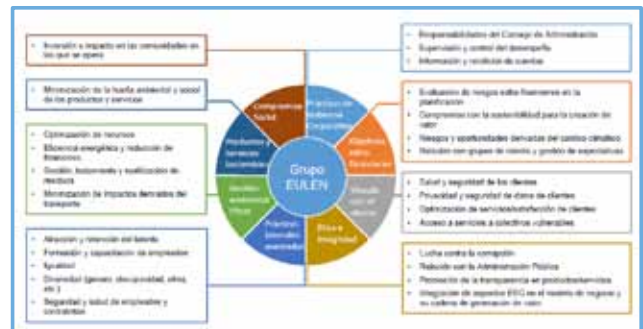 • Inversión e impacto en las comunidades en
las que se opera
• Minimización de la huella ambiental y social
de los productos y servicios
• Optimización de recursos
• Eficiencia energética y reducción de
emisiones
• Gestión, tratamiento y reutilización de
residuos
• Minimización de impactos derivados del
transporte
• Atracción y retención del talento
• Formación y capacitación de empleados
• Igualdad
• Diversidad (género, discapacidad, etnia,
etc.)
• Seguridad y salud de empleados y
contratistas
Compromiso
Social
Prácticas de
Gobierno
Corporativo
Productos y
servicios
sostenibles
Objetivos
extra-
financieros
Grupo
EULEN
Gestión
ambiental
eficaz
Vínculo
con el
cliente
Prácticas
laborales
avanzadas
Ética e
Integridad
• Responsabilidades del Consejo de Administración
• Supervisión y control del desempeño
• Información y rendición de cuentas
• Evaluación de riesgos extra-financieros en la
planificación
• Compromiso con la sostenibilidad para la creación de
valor
• Riesgos y oportunidades derivadas del cambio climático
• Relación con grupos de interés y gestión de expectativas
• Salud y seguridad de los clientes
• Privacidad y seguridad de datos de clientes
• Optimización de servicio/satisfacción de clientes
• Acceso a servicios a colectivos vulnerables
• Lucha contra la corrupción
• Relación con la Administración Pública
• Promoción de la transparencia en productos/servicios
• Integración de aspectos ESG en el modelo de negocio y
su cadena de generación de valor